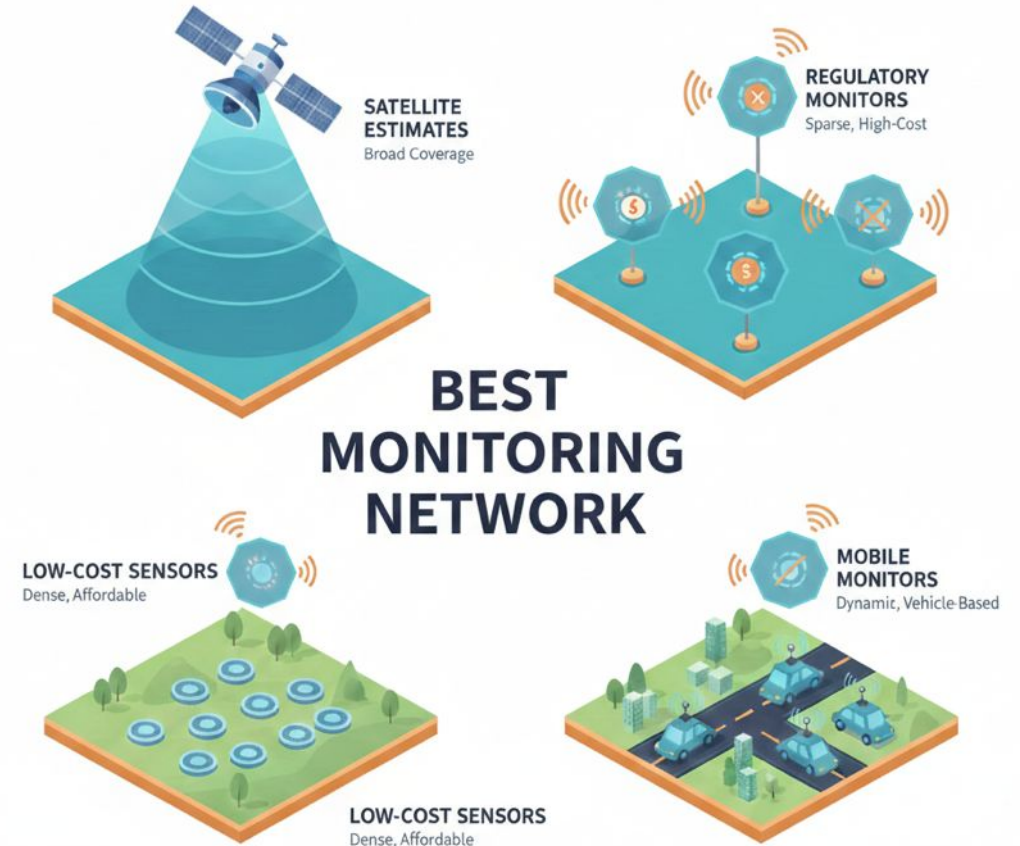 SATELLITE
ESTIMATES
Broad Coverage
REGULATORY
MONITORS
Sparse, High-Cost
$
$
BEST
MONITORING
NETWORK
LOW-COST SENSORS
Dense, Affordable
MOBILE
MONITORS
Dynamic, Vehicle-Based
LOW-COST SENSORS
Dense, Affordable